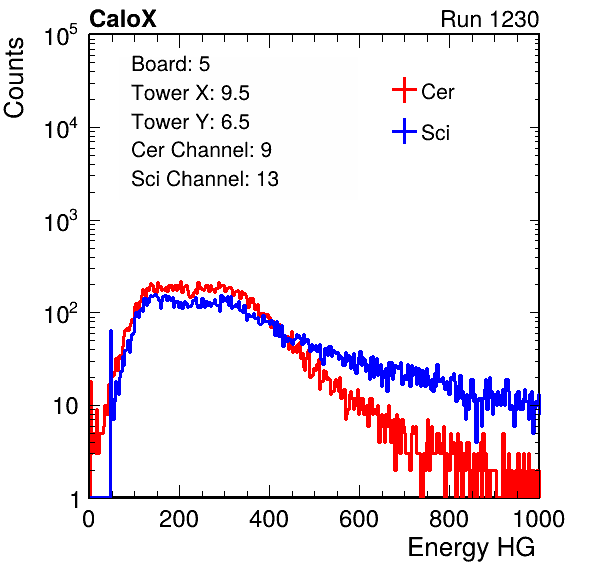 CaloX Run 1230
Counts
10^5
10^4
10^3
10^2
10
1
Board: 5
Tower X: 9.5
Tower Y: 6.5
Cer Channel: 9
Sci Channel: 13
Cer
Sci
0 200 400 600 800 1000
Energy HG